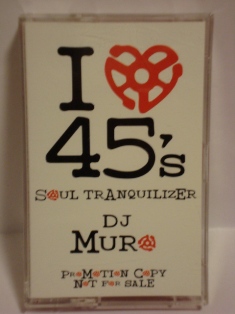 I
45's
SOUL TRANQUILIZER
DJ
MURO
PROMOTION COPY
NOT FOR SALE